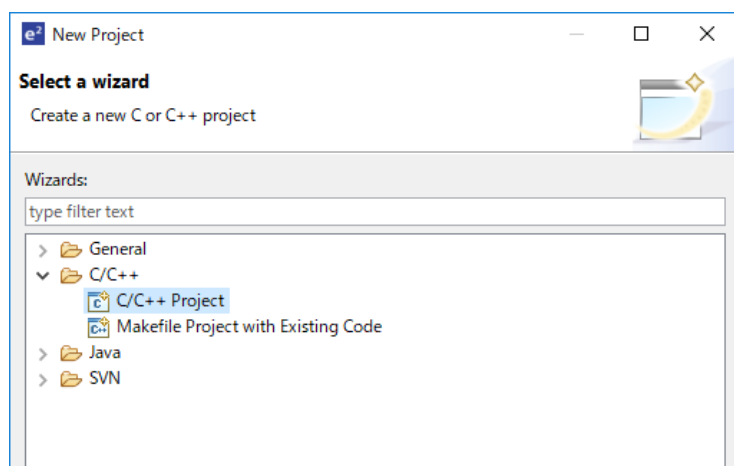 e² New Project
Select a wizard
Create a new C or C++ project
Wizards:
type filter text
General
C/C++
C/C++ Project
Makefile Project with Existing Code
Java
SVN